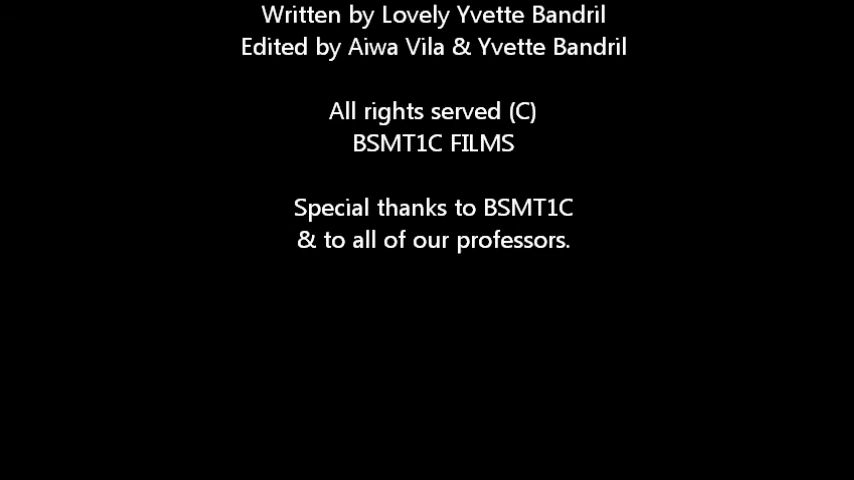 Written by Lovely Yvette Bandril
Edited by Aiwa Vila & Yvette Bandril
All rights served (C)
BSMT1C FILMS
Special thanks to BSMT1C
& to all of our professors.